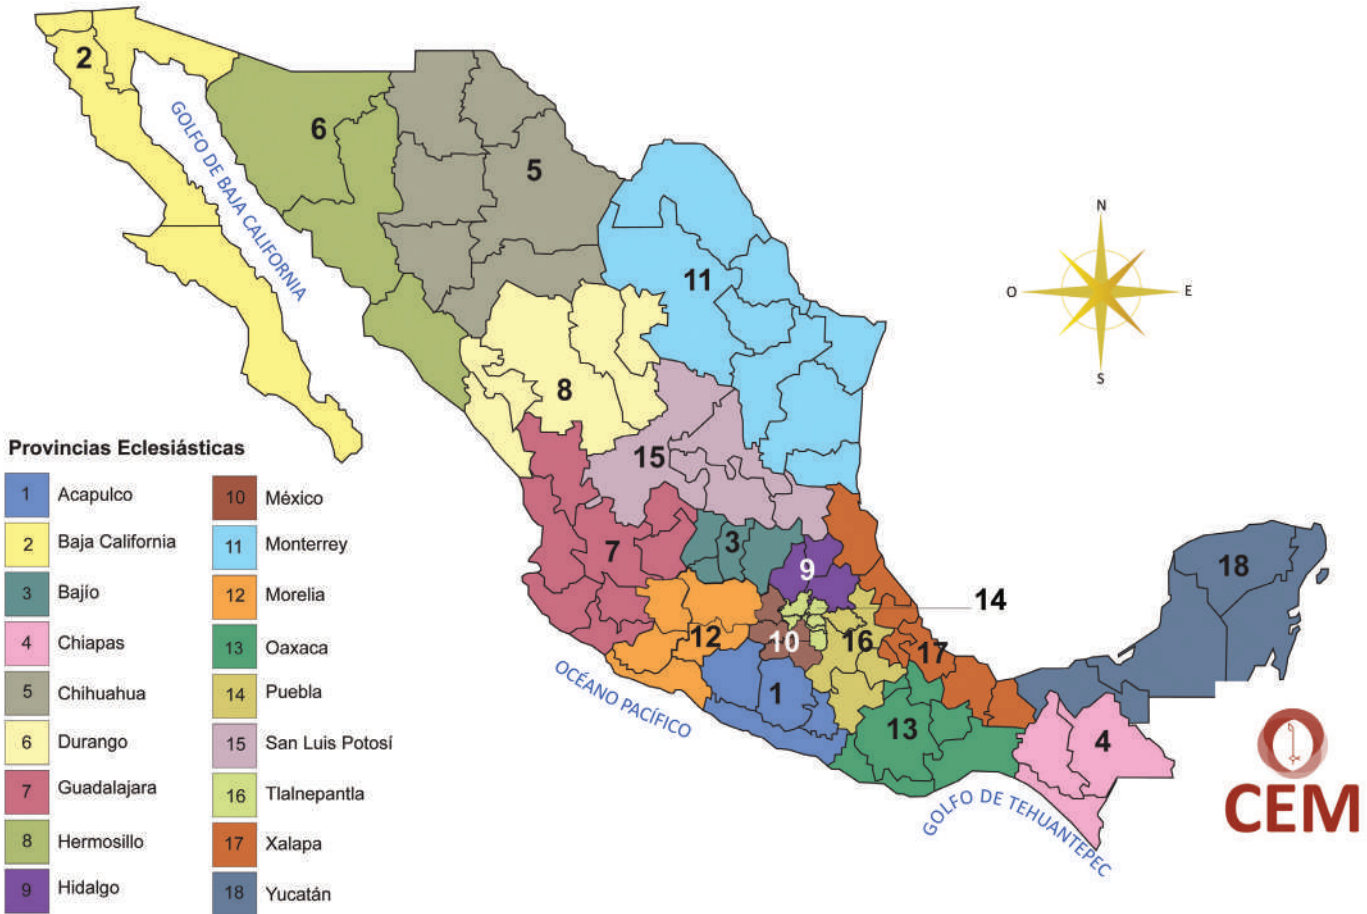 2
6
5
11
8
15
7
3
9
14
10
16
12
17
1
13
4
18
GOLFO DE BAJA CALIFORNIA
OCÉANO PACÍFICO
GOLFO DE TEHUANTEPEC
N
O
E
S
Provincias Eclesiásticas
1 Acapulco
2 Baja California
3 Bajío
4 Chiapas
5 Chihuahua
6 Durango
7 Guadalajara
8 Hermosillo
9 Hidalgo
10 México
11 Monterrey
12 Morelia
13 Oaxaca
14 Puebla
15 San Luis Potosí
16 Tlalnepantla
17 Xalapa
18 Yucatán
CEM